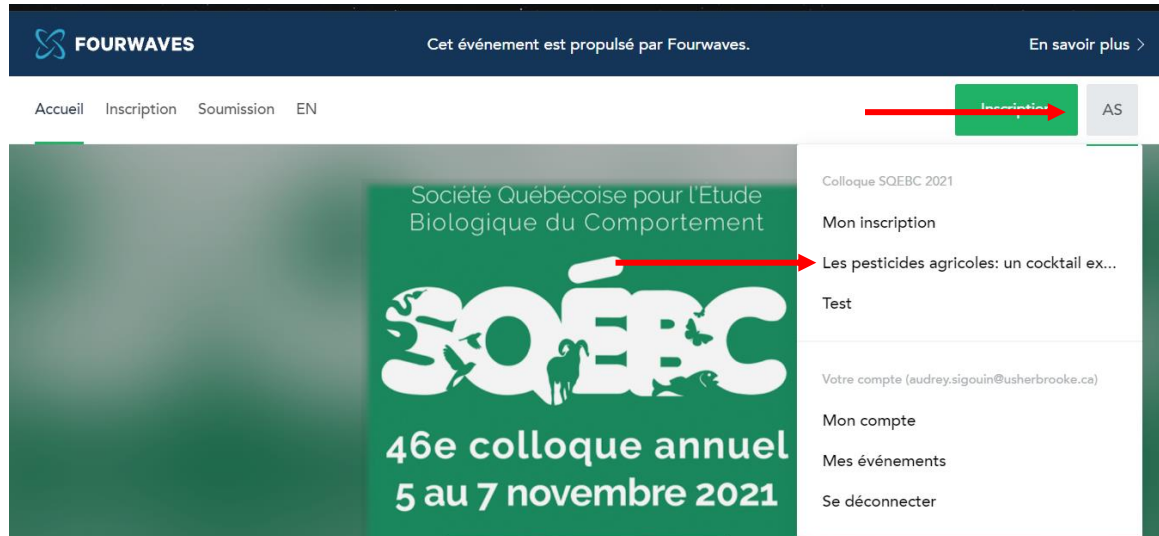 FOURWAVES
Cet événement est propulsé par Fourwaves.
En savoir plus >
Accueil Inscription Soumission EN
Inscription AS
Société Québécoise pour l'Étude
Biologique du Comportement
SQÉBC
46e colloque annuel
5 au 7 novembre 2021
Colloque SQEBC 2021
Mon inscription
Les pesticides agricoles: un cocktail ex...
Test
Votre compte (audrey.sigouin@usherbrooke.ca)
Mon compte
Mes événements
Se déconnecter